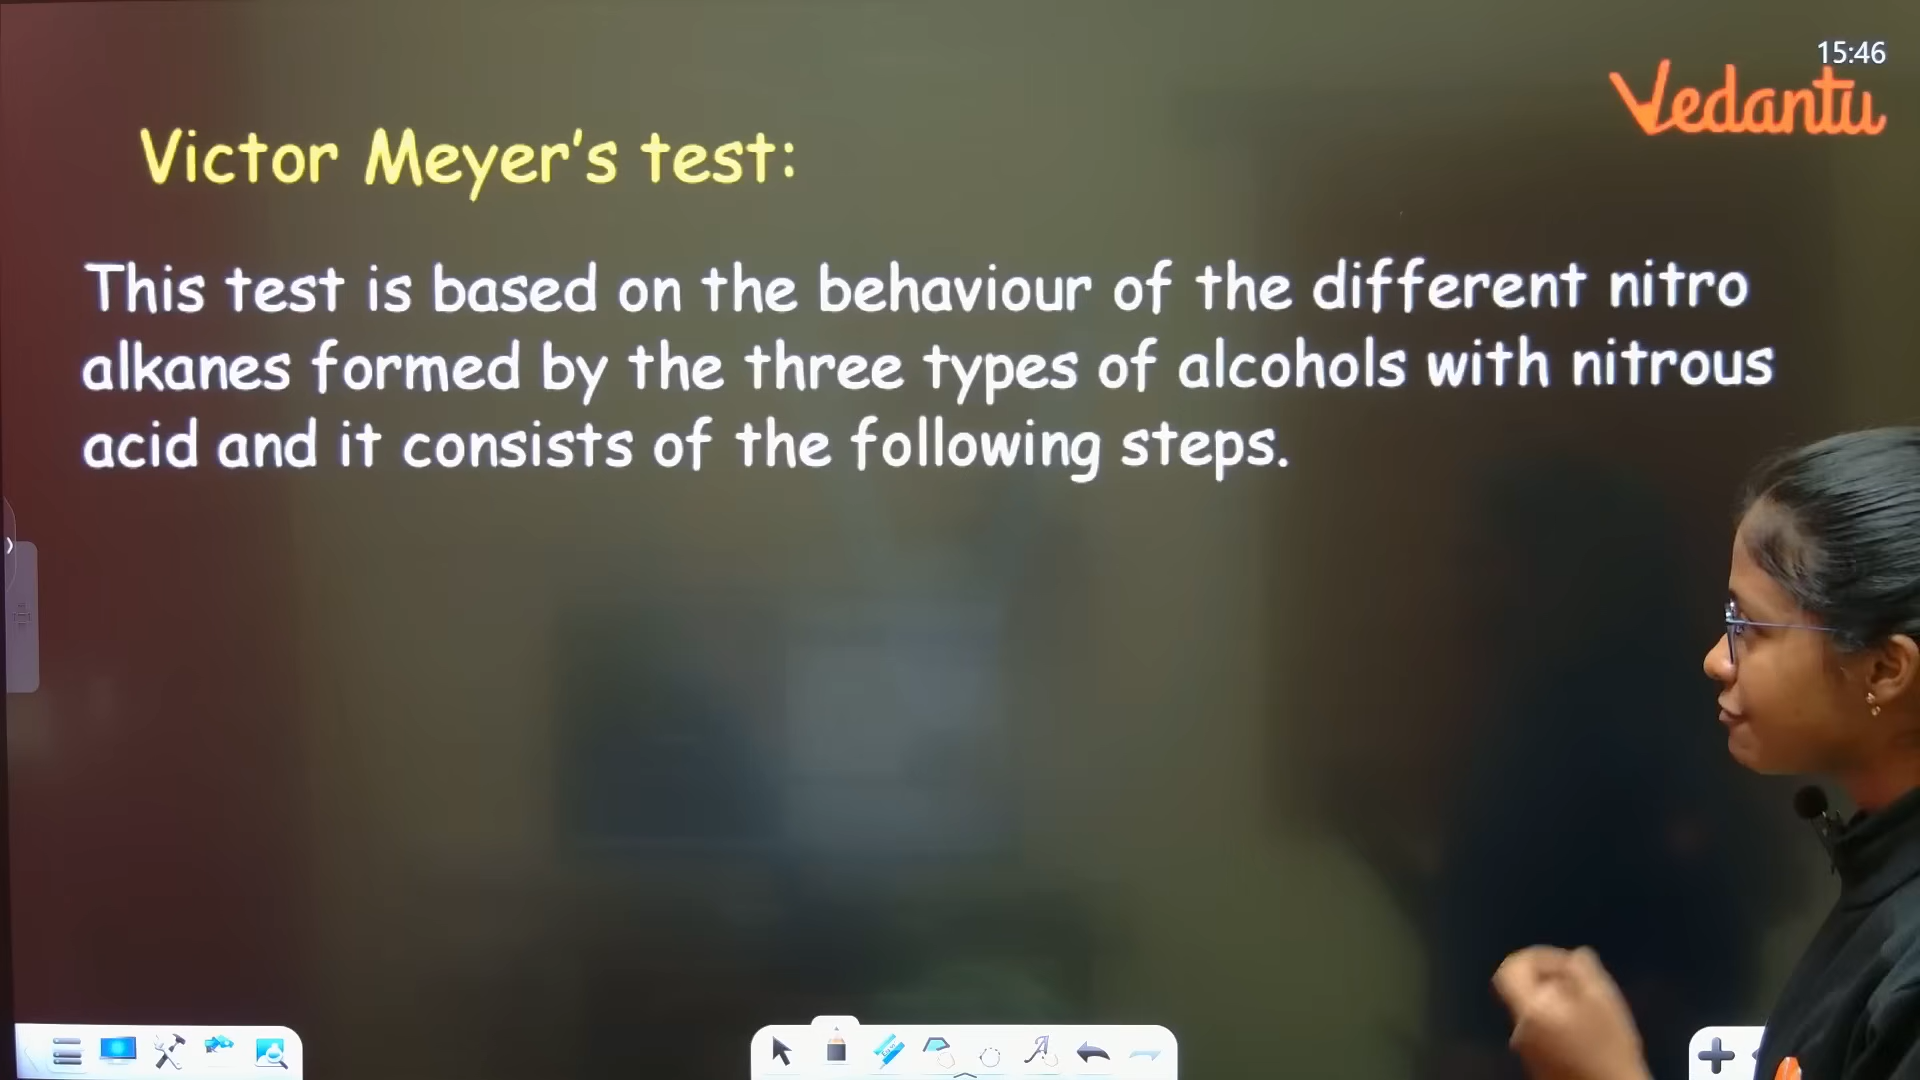 15:46
Vedantu
Victor Meyer's test:
This test is based on the behaviour of the different nitro
alkanes formed by the three types of alcohols with nitrous
acid and it consists of the following steps.